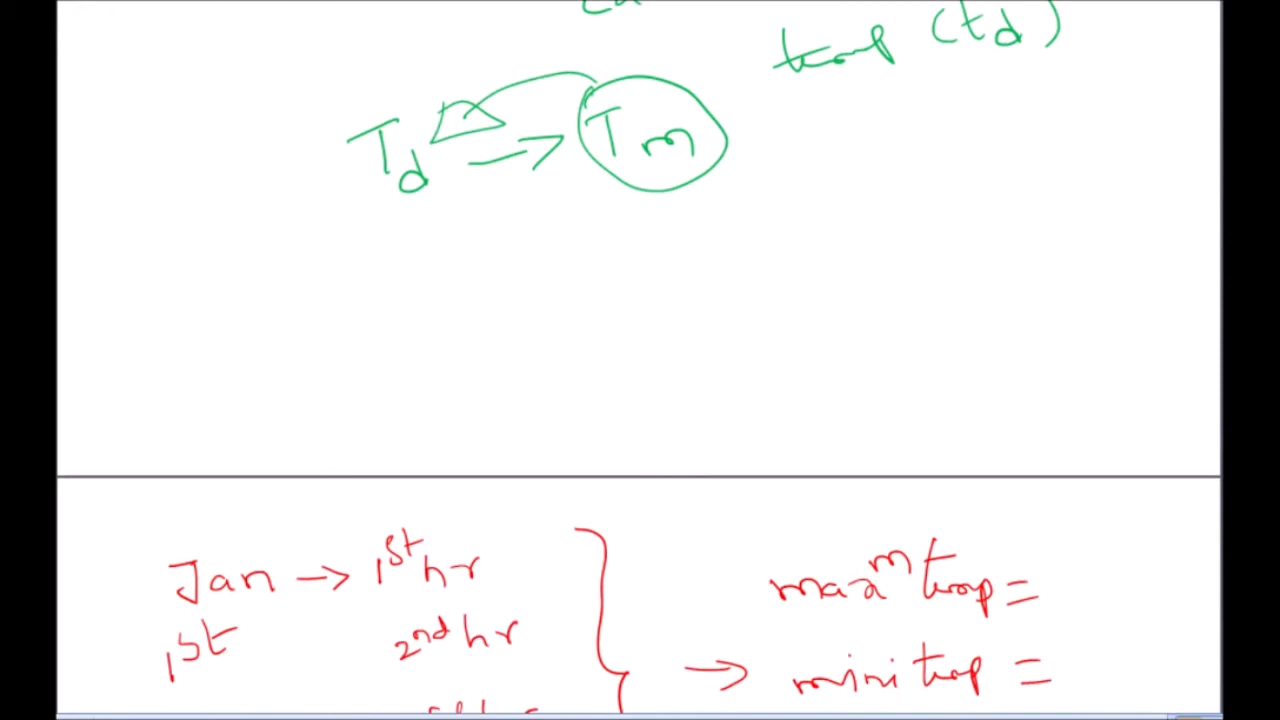 temp (td)
Td → Tm
Jan → 1st hr
1st 2nd hr
maxm temp =
→ mini temp =